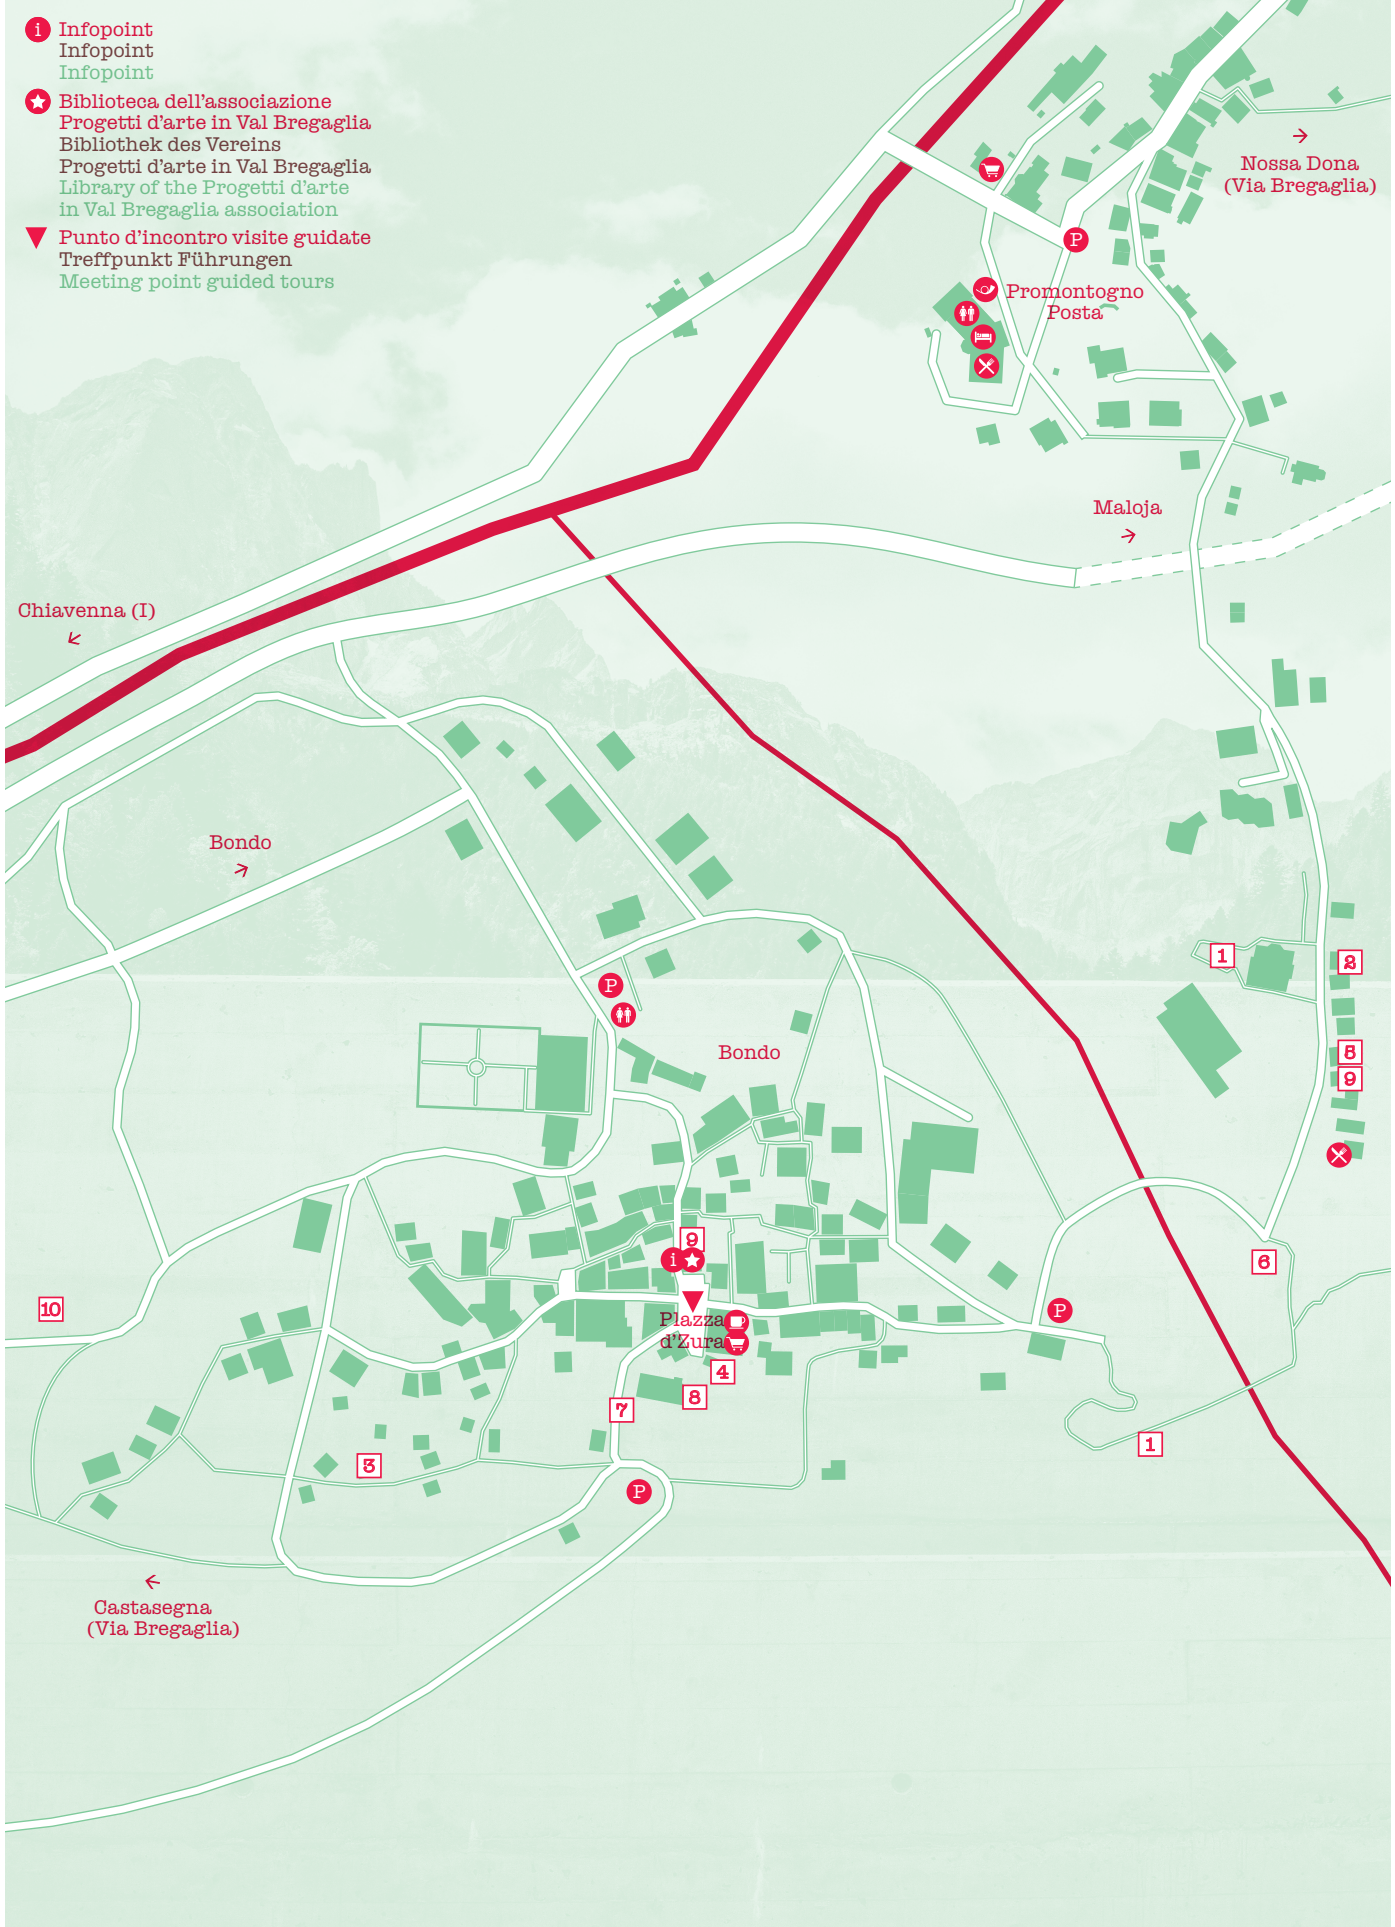 i Infopoint
Infopoint
Infopoint
Biblioteca dell'associazione
Progetti d'arte in Val Bregaglia
Bibliothek des Vereins
Progetti d'arte in Val Bregaglia
Library of the Progetti d'arte
in Val Bregaglia association
Punto d'incontro visite guidate
Treffpunkt Führungen
Meeting point guided tours
Nossa Dona
(Via Bregaglia)
P
Promontogno
Posta
Maloja
Chiavenna (I)
Bondo
1
2
P
Bondo
5
9
9
i
6
10
P
Plazza
d'Zura
4
8
7
1
3
P
Castasegna
(Via Bregaglia)